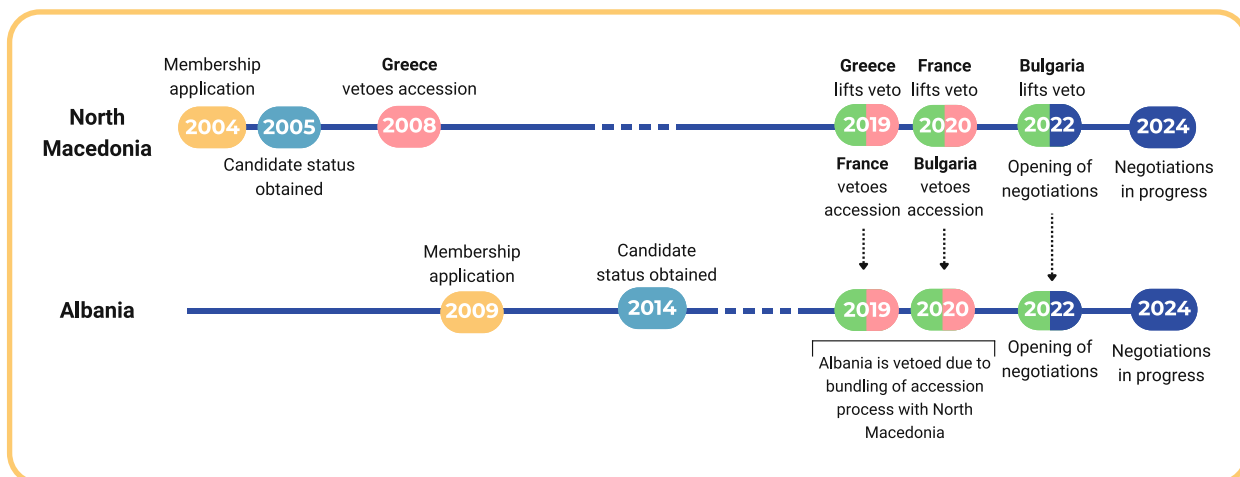 Membership
application
Greece
vetoes accession
Greece
lifts veto
France
lifts veto
Bulgaria
lifts veto
North
Macedonia
2004
2005
2008
2019
2020
2022
2024
Candidate status
obtained
France
vetoes
accession
Bulgaria
vetoes
accession
Opening of
negotiations
Negotiations
in progress
Membership
application
Candidate
status obtained
Albania
2009
2014
2019
2020
2022
2024
Albania is vetoed due to
bundling of accession
process with North
Macedonia
Opening of
negotiations
Negotiations
in progress